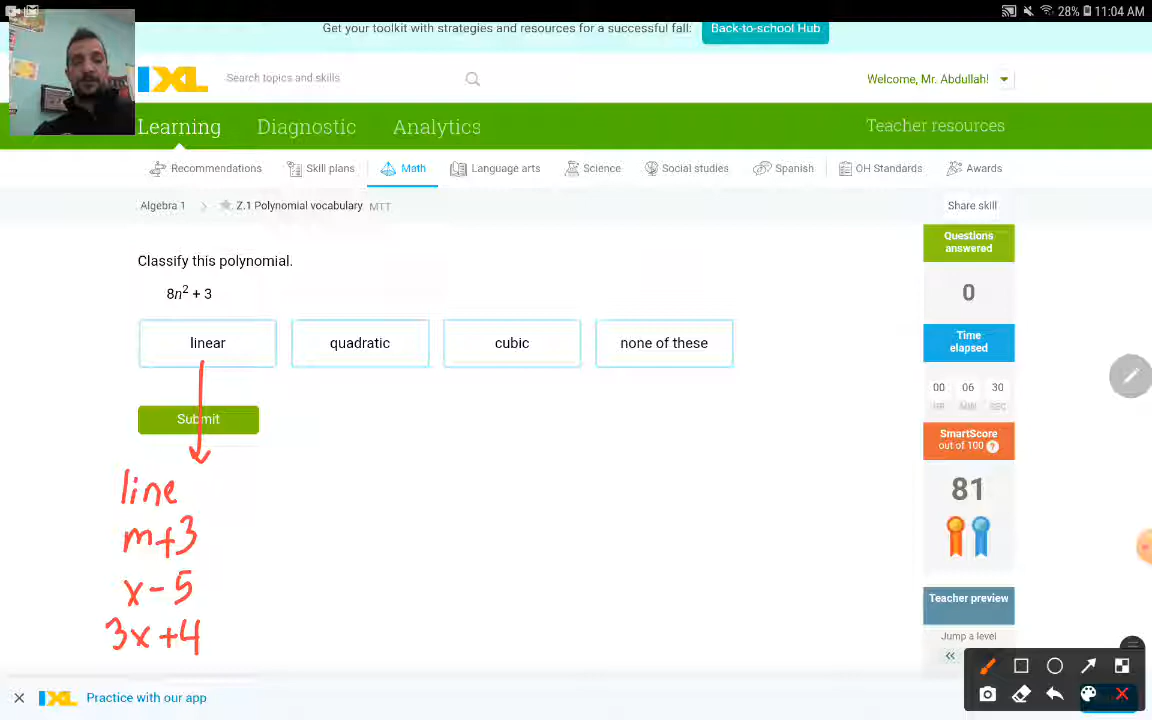 28% 11:04 AM
Get your toolkit with strategies and resources for a successful fall: Back-to-school Hub
IXL Search topics and skills Welcome, Mr. Abdullah!
Learning Diagnostic Analytics Teacher resources
Recommendations Skill plans Math Language arts Science Social studies Spanish OH Standards Awards
Algebra 1 > Z.1 Polynomial vocabulary MTT Share skill
Questions
answered
0
Time
elapsed
00 06 30
HR MIN SEC
SmartScore
out of 100 ?
81
Teacher preview
Jump a level
«
Classify this polynomial.
8n² + 3
linear quadratic cubic none of these
Submit
line
m+3
x-5
3x+4
IXL Practice with our app